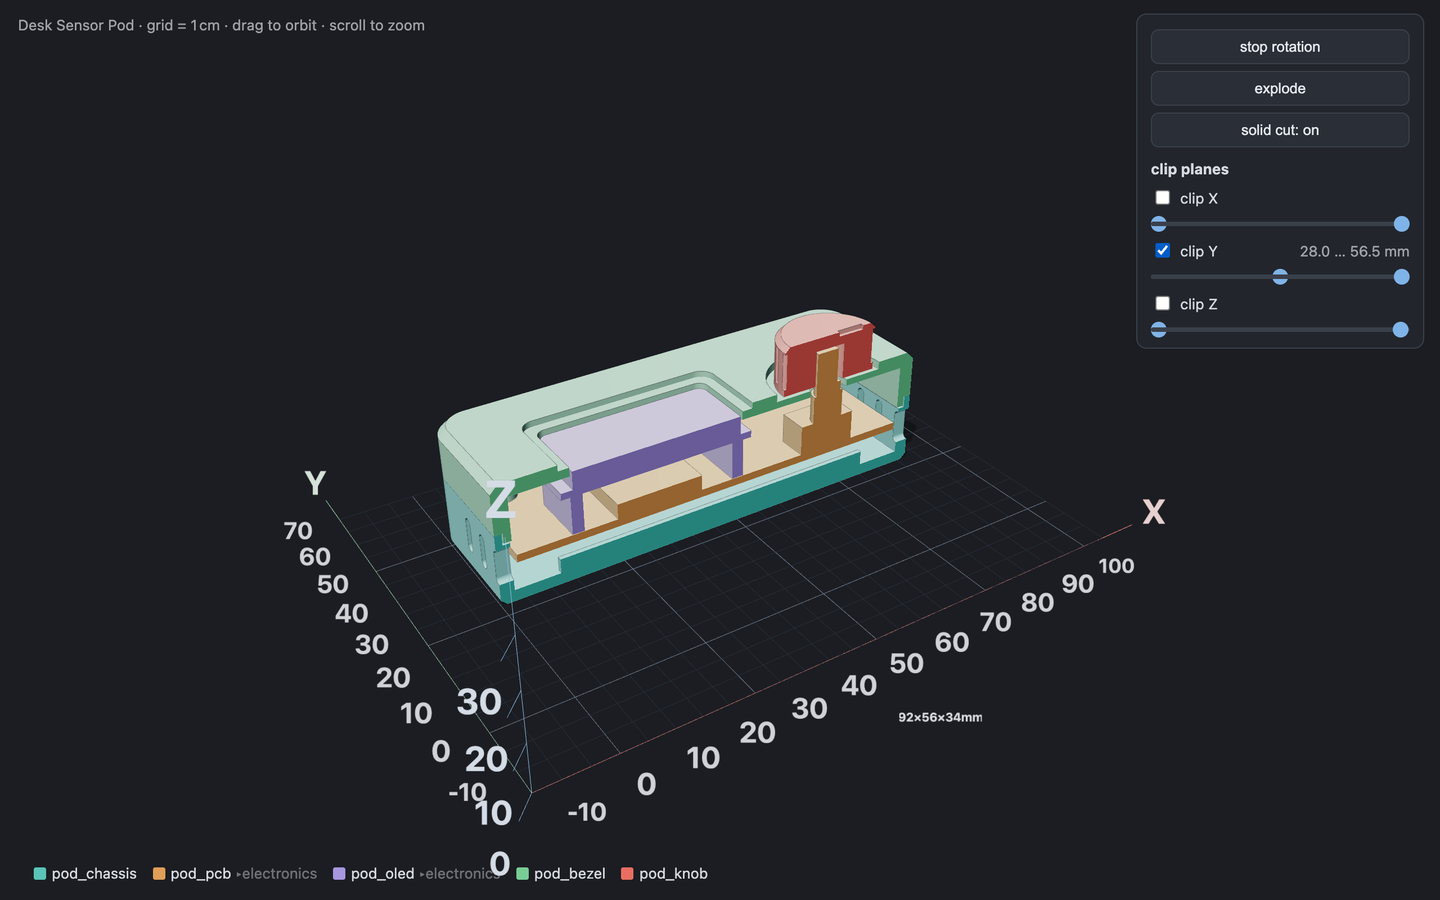 Desk Sensor Pod · grid = 1cm · drag to orbit · scroll to zoom
stop rotation
explode
solid cut: on
clip planes
clip X
clip Y 28.0 ... 56.5 mm
clip Z
Y
Z
X
70
60
50
40
30
20
10
0
-10
30
20
10
0
-10
0
10
20
30
40
50
60
70
80
90
100
92×56×34mm
pod_chassis pod_pcb ▸electronics pod_oled ▸electronics pod_bezel pod_knob